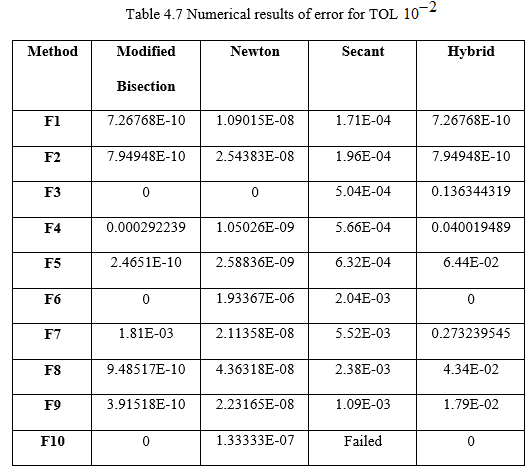 Table 4.7 Numerical results of error for TOL 10⁻²
Method Modified Bisection Newton Secant Hybrid
F1 7.26768E-10 1.09015E-08 1.71E-04 7.26768E-10
F2 7.94948E-10 2.54383E-08 1.96E-04 7.94948E-10
F3 0 0 5.04E-04 0.136344319
F4 0.000292239 1.05026E-09 5.66E-04 0.040019489
F5 2.4651E-10 2.58836E-09 6.32E-04 6.44E-02
F6 0 1.93367E-06 2.04E-03 0
F7 1.81E-03 2.11358E-08 5.52E-03 0.273239545
F8 9.48517E-10 4.36318E-08 2.38E-03 4.34E-02
F9 3.91518E-10 2.23165E-08 1.09E-03 1.79E-02
F10 0 1.33333E-07 Failed 0